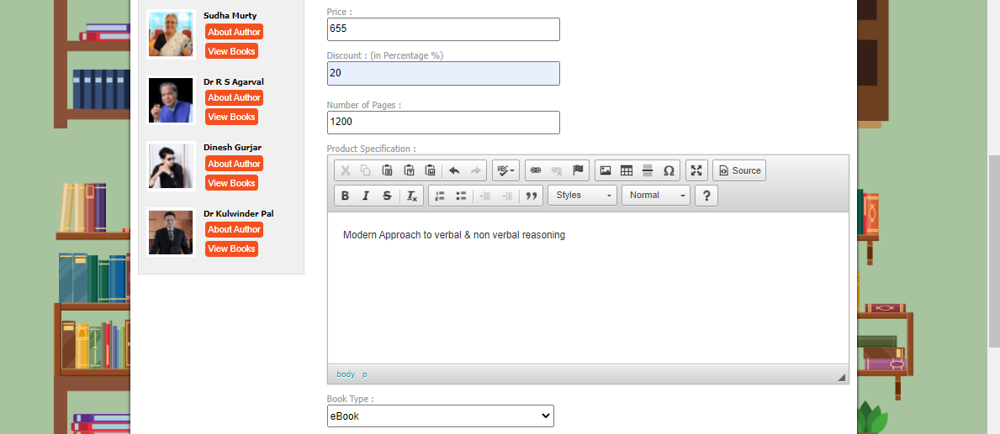 Sudha Murty
About Author
View Books
Dr R S Agarval
About Author
View Books
Dinesh Gurjar
About Author
View Books
Dr Kulwinder Pal
About Author
View Books
Price :
655
Discount : (in Percentage %)
20
Number of Pages :
1200
Product Specification :
ABC
Source
B I S Ix
Styles
Normal
?
Modern Approach to verbal & non verbal reasoning
body p
Book Type :
eBook